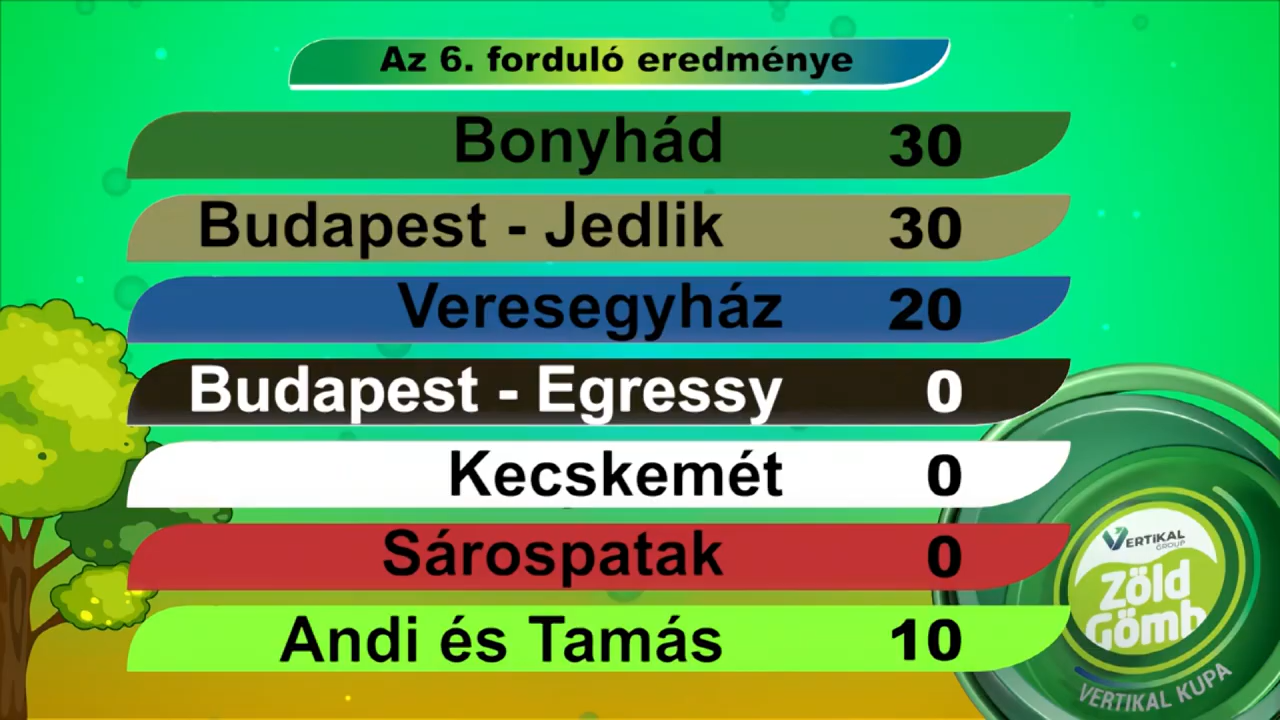 Az 6. forduló eredménye
Bonyhád 30
Budapest - Jedlik 30
Veresegyház 20
Budapest - Egressy 0
Kecskemét 0
Sárospatak 0
Andi és Tamás 10
VERTIKAL
GROUP
Zöld
Gömb
VERTIKAL KUPA